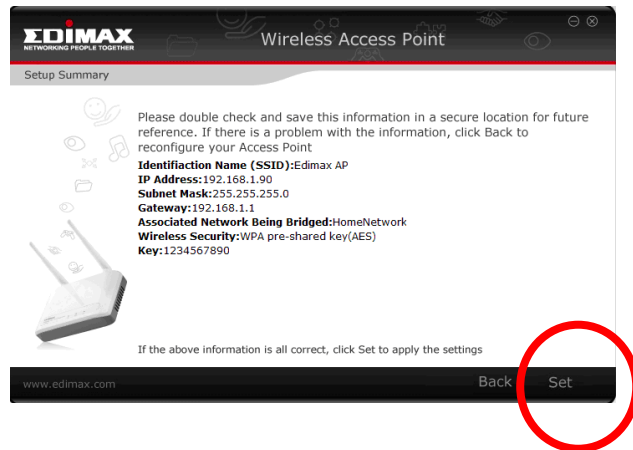 EDIMAX
NETWORKING PEOPLE TOGETHER
Wireless Access Point
Setup Summary
Please double check and save this information in a secure location for future
reference. If there is a problem with the information, click Back to
reconfigure your Access Point
Identifiaction Name (SSID):Edimax AP
IP Address:192.168.1.90
Subnet Mask:255.255.255.0
Gateway:192.168.1.1
Associated Network Being Bridged:HomeNetwork
Wireless Security:WPA pre-shared key(AES)
Key:1234567890
If the above information is all correct, click Set to apply the settings
www.edimax.com
Back Set